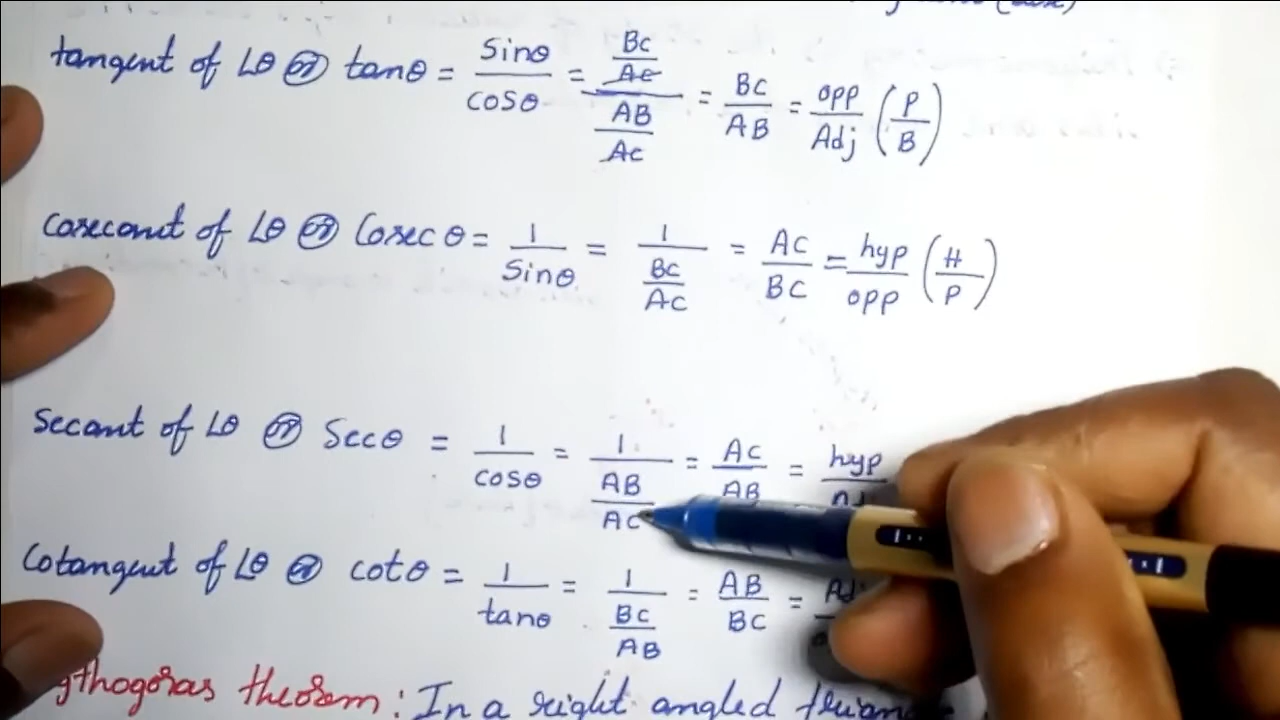 tangent of ∠θ or tanθ = Sinθ/cosθ = (BC/AC)/(AB/AC) = BC/AB = opp/Adj (P/B)
Cosecant of ∠θ or Cosec θ = 1/Sinθ = 1/(BC/AC) = AC/BC = hyp/opp (H/P)
Secant of ∠θ or Secθ = 1/cosθ = 1/(AB/AC) = AC/AB = hyp
Cotangent of ∠θ or cotθ = 1/tanθ = 1/(BC/AB) = AB/BC =
theorem : In a right angled